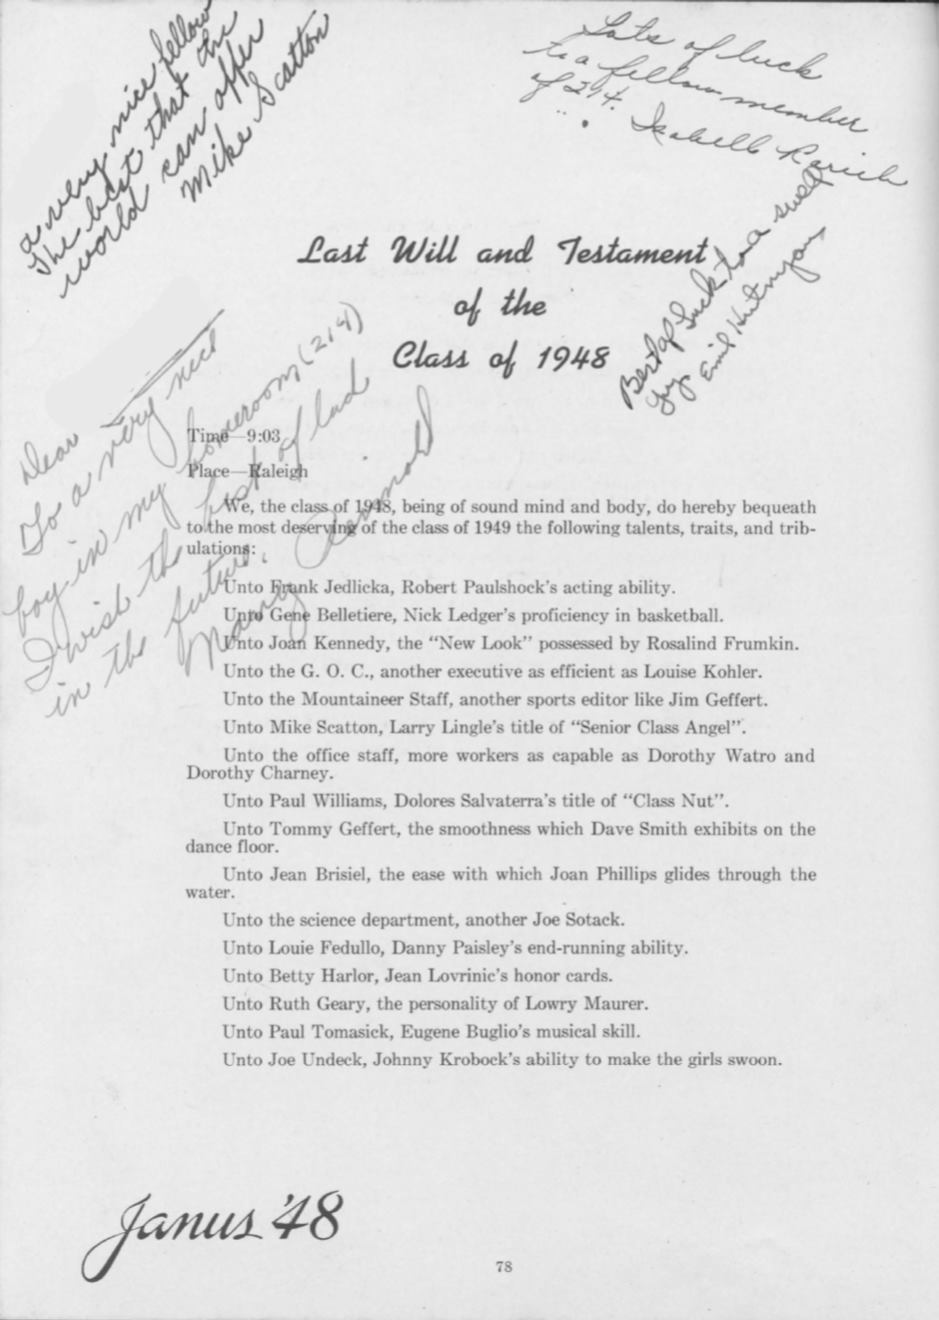 a very nice fellow
The best that the
world can offer
Mike Scatton
Lots of luck
to a fellow member
of 214.
Isabelle
Last Will and Testament
of the
Class of 1948
Best of luck to a swell
guy. Emil
Dear
To a very nice
boy in my homeroom (214)
I wish the best of luck
in the future.
Time—9:03
Place—Raleigh
We, the class of 1948, being of sound mind and body, do hereby bequeath
to the most deserving of the class of 1949 the following talents, traits, and trib-
ulations:
Unto Frank Jedlicka, Robert Paulshock's acting ability.
Unto Gene Belletiere, Nick Ledger's proficiency in basketball.
Unto Joan Kennedy, the "New Look" possessed by Rosalind Frumkin.
Unto the G. O. C., another executive as efficient as Louise Kohler.
Unto the Mountaineer Staff, another sports editor like Jim Geffert.
Unto Mike Scatton, Larry Lingle's title of "Senior Class Angel".
Unto the office staff, more workers as capable as Dorothy Watro and
Dorothy Charney.
Unto Paul Williams, Dolores Salvaterra's title of "Class Nut".
Unto Tommy Geffert, the smoothness which Dave Smith exhibits on the
dance floor.
Unto Jean Brisiel, the ease with which Joan Phillips glides through the
water.
Unto the science department, another Joe Sotack.
Unto Louie Fedullo, Danny Paisley's end-running ability.
Unto Betty Harlor, Jean Lovrinic's honor cards.
Unto Ruth Geary, the personality of Lowry Maurer.
Unto Paul Tomasick, Eugene Buglio's musical skill.
Unto Joe Undeck, Johnny Krobock's ability to make the girls swoon.
Janus '48
78